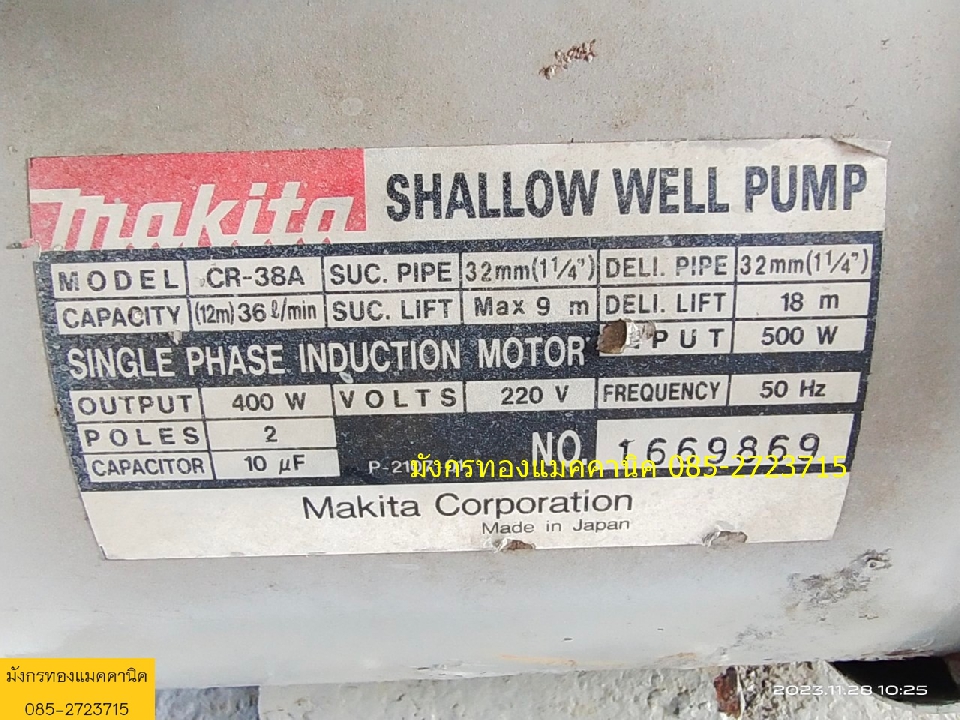 makita SHALLOW WELL PUMP
MODEL CR-38A SUC. PIPE 32mm(1 1/4") DELI. PIPE 32mm(1 1/4")
CAPACITY (12m) 36 ℓ/min SUC. LIFT Max 9 m DELI. LIFT 18 m
SINGLE PHASE INDUCTION MOTOR PUT 500 W
OUTPUT 400 W VOLTS 220 V FREQUENCY 50 Hz
POLES 2
NO. 1669869
CAPACITOR 10 μF
มังกรทองแมคคานิค 085-2723715
Makita Corporation
Made in Japan
มังกรทองแมคคานิค
085-2723715
2023.11.28 10:25